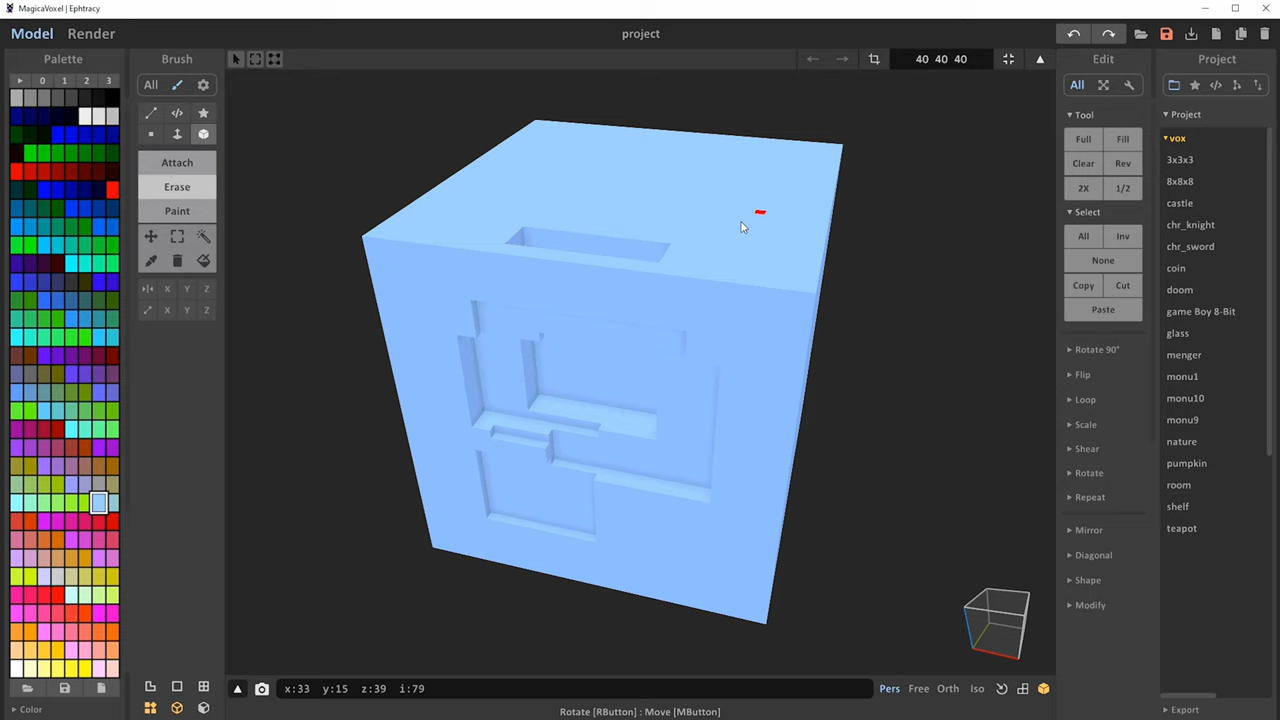 MagicaVoxel | Ephtracy
Model Render
project
Palette
Brush
40 40 40
Edit
Project
0 1 2 3
All
All
Tool
Project
Full Fill
vox
Clear Rev
3x3x3
Attach
2X 1/2
8x8x8
Erase
castle
Paint
Select
chr_knight
All Inv
chr_sword
None
coin
Copy Cut
doom
X Y Z
Paste
game Boy 8-Bit
X Y Z
glass
Rotate 90°
menger
Flip
monu1
Loop
monu10
Scale
monu9
Shear
nature
Rotate
pumpkin
Repeat
room
shelf
Mirror
teapot
Diagonal
Shape
Modify
x:33 y:15 z:39 i:79
Pers Free Orth Iso
Color
Rotate [RButton] : Move [MButton]
Export